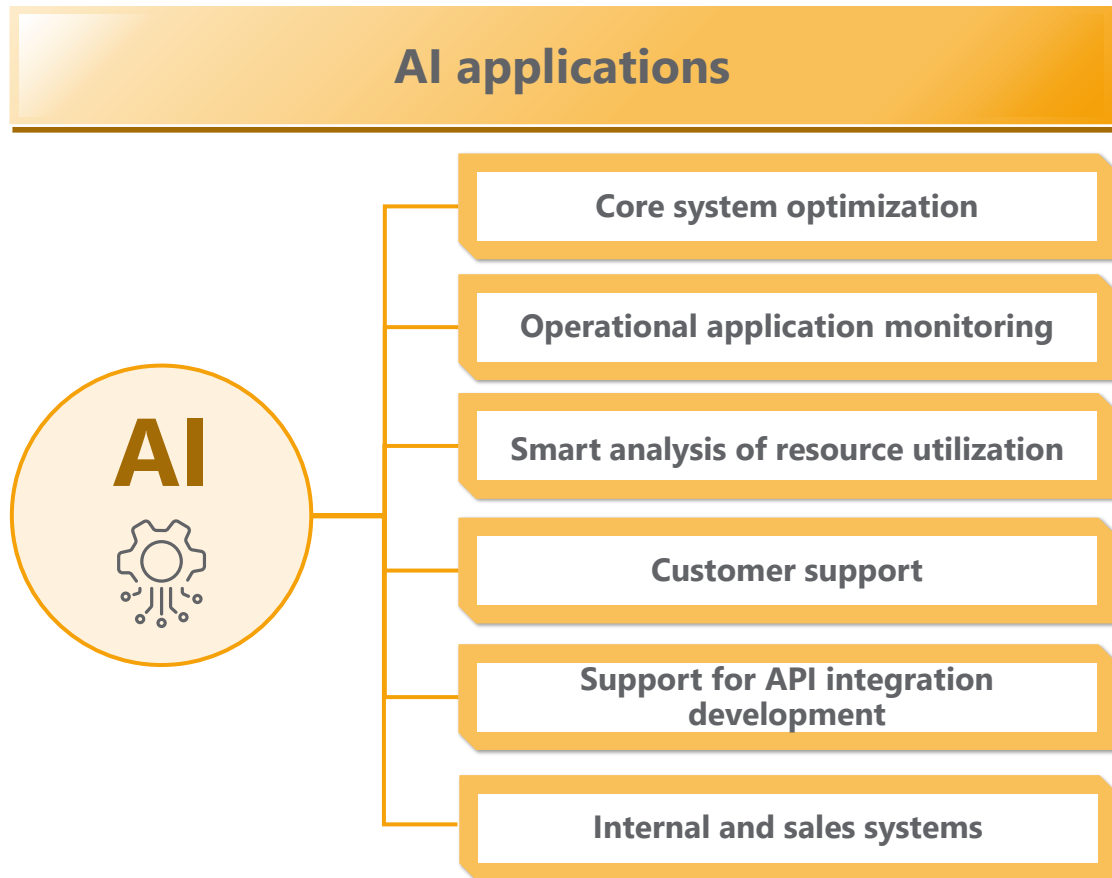 AI applications
Core system optimization
Operational application monitoring
AI
Smart analysis of resource utilization
Customer support
Support for API integration
development
Internal and sales systems